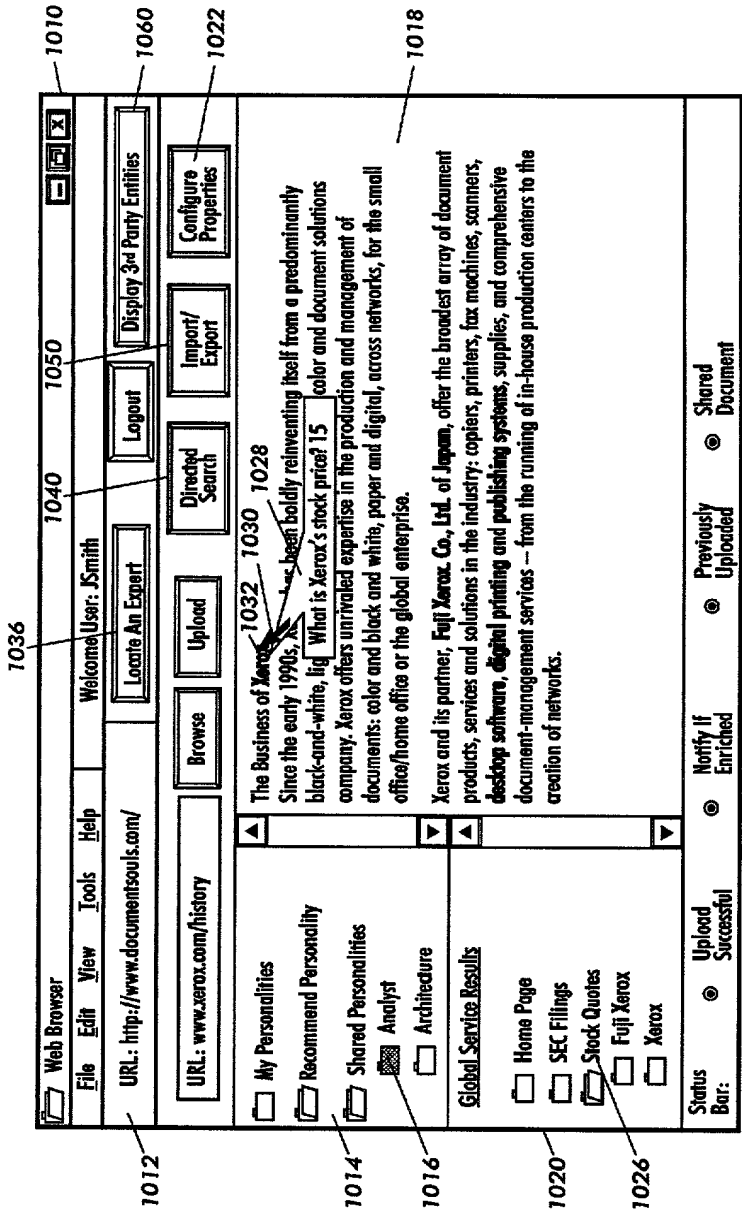 1036
1040
1050
1010
1060
1022
1018
1032
1030
1028
1012
1014
1016
1020
1026
Web Browser
File Edit View Tools Help
Welcome User: JSmith
URL: http://www.documentsouls.com/
Locate An Expert
Logout
Display 3rd Party Entities
URL: www.xerox.com/history
Browse
Upload
Directed
Search
Import/
Export
Configure
Properties
My Personalities
Recommend Personality
Shared Personalities
Analyst
Architecture
Global Service Results
Home Page
SEC Filings
Stock Quotes
Fuji Xerox
Xerox
The Business of Xerox
Since the early 1990s, has been boldly reinventing itself from a predominantly
black-and-white, lig color and document solutions
What is Xerox's stock price? 15
company. Xerox offers unrivaled expertise in the production and management of
documents: color and black and white, paper and digital, across networks, for the small
office/home office or the global enterprise.
Xerox and its partner, Fuji Xerox. Co., Ltd. of Japan, offer the broadest array of document
products, services and solutions in the industry: copiers, printers, fax machines, scanners,
desktop software, digital printing and publishing systems, supplies, and comprehensive
document-management services — from the running of in-house production centers to the
creation of networks.
Status
Bar:
Upload
Successful
Notify If
Enriched
Previously
Uploaded
Shared
Document